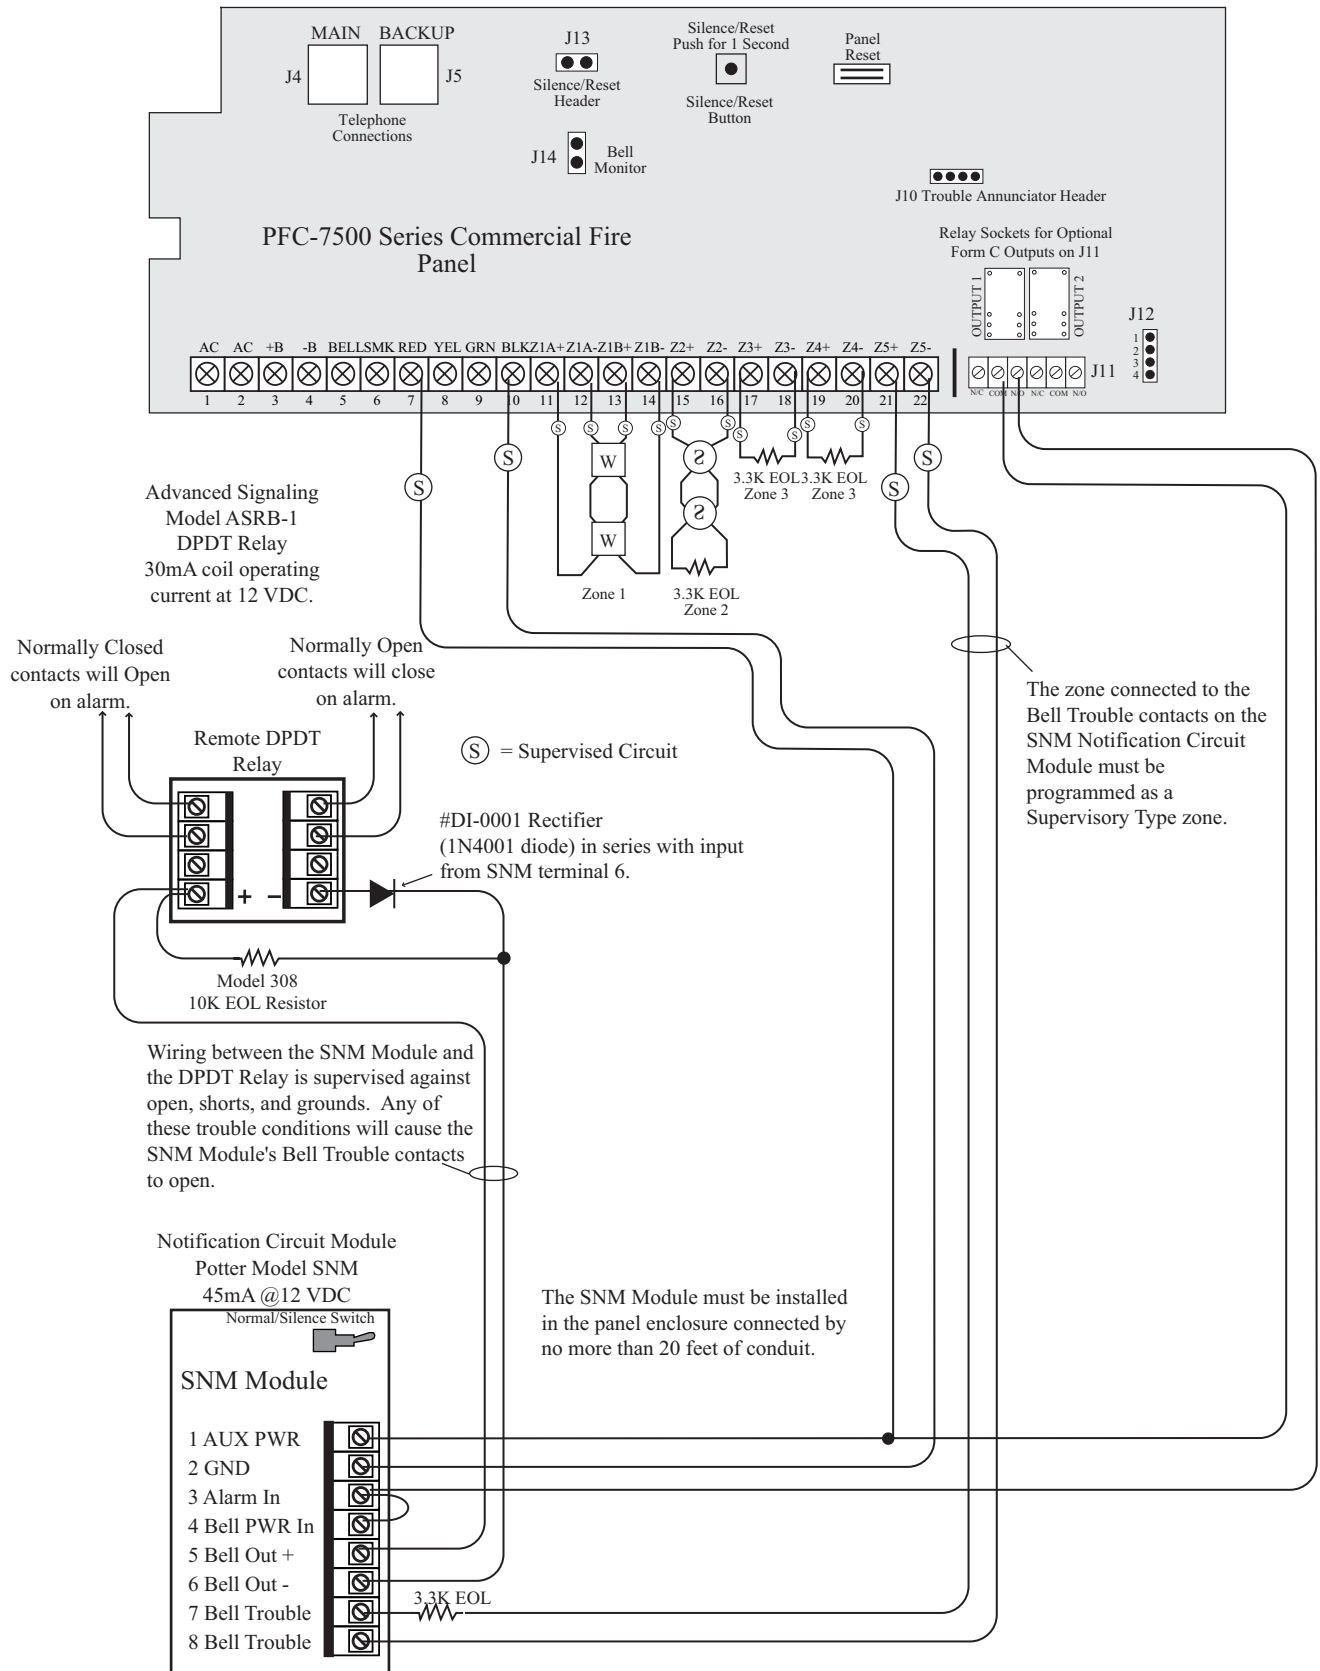 MAIN BACKUP
J4
J5
Telephone
Connections
J13
Silence/Reset
Header
J14
Bell
Monitor
Silence/Reset
Push for 1 Second
Silence/Reset
Button
Panel
Reset
J10 Trouble Annunciator Header
PFC-7500 Series Commercial Fire
Panel
Relay Sockets for Optional
Form C Outputs on J11
OUTPUT 1
OUTPUT 2
J12
1
2
3
4
AC AC +B -B BELL SMK RED YEL GRN BLK Z1A+ Z1A- Z1B+ Z1B- Z2+ Z2- Z3+ Z3- Z4+ Z4- Z5+ Z5-
1 2 3 4 5 6 7 8 9 10 11 12 13 14 15 16 17 18 19 20 21 22
J11
N/C COM N/O N/C COM N/O
S S S S S S S S S S
S S S S
W
W
Zone 1
S
S
3.3K EOL
Zone 2
3.3K EOL
Zone 3
3.3K EOL
Zone 3
Advanced Signaling
Model ASRB-1
DPDT Relay
30mA coil operating
current at 12 VDC.
Normally Closed
contacts will Open
on alarm.
Normally Open
contacts will close
on alarm.
Remote DPDT
Relay
+ −
S = Supervised Circuit
#DI-0001 Rectifier
(1N4001 diode) in series with input
from SNM terminal 6.
The zone connected to the
Bell Trouble contacts on the
SNM Notification Circuit
Module must be
programmed as a
Supervisory Type zone.
Model 308
10K EOL Resistor
Wiring between the SNM Module and
the DPDT Relay is supervised against
open, shorts, and grounds. Any of
these trouble conditions will cause the
SNM Module's Bell Trouble contacts
to open.
Notification Circuit Module
Potter Model SNM
45mA @12 VDC
Normal/Silence Switch
The SNM Module must be installed
in the panel enclosure connected by
no more than 20 feet of conduit.
SNM Module
1 AUX PWR
2 GND
3 Alarm In
4 Bell PWR In
5 Bell Out +
6 Bell Out -
7 Bell Trouble
8 Bell Trouble
3.3K EOL